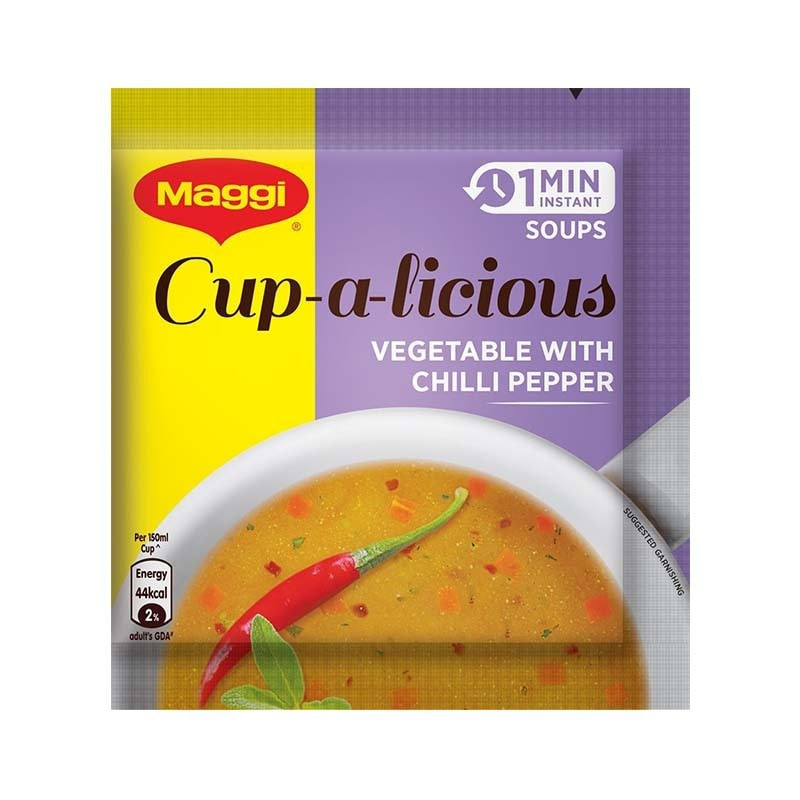 Maggi
®
1 MIN
INSTANT
SOUPS
Cup-a-licious
VEGETABLE WITH
CHILLI PEPPER
Per 150ml
Cup^
Energy
44kcal
2%
adult's GDA#
SUGGESTED GARNISHING